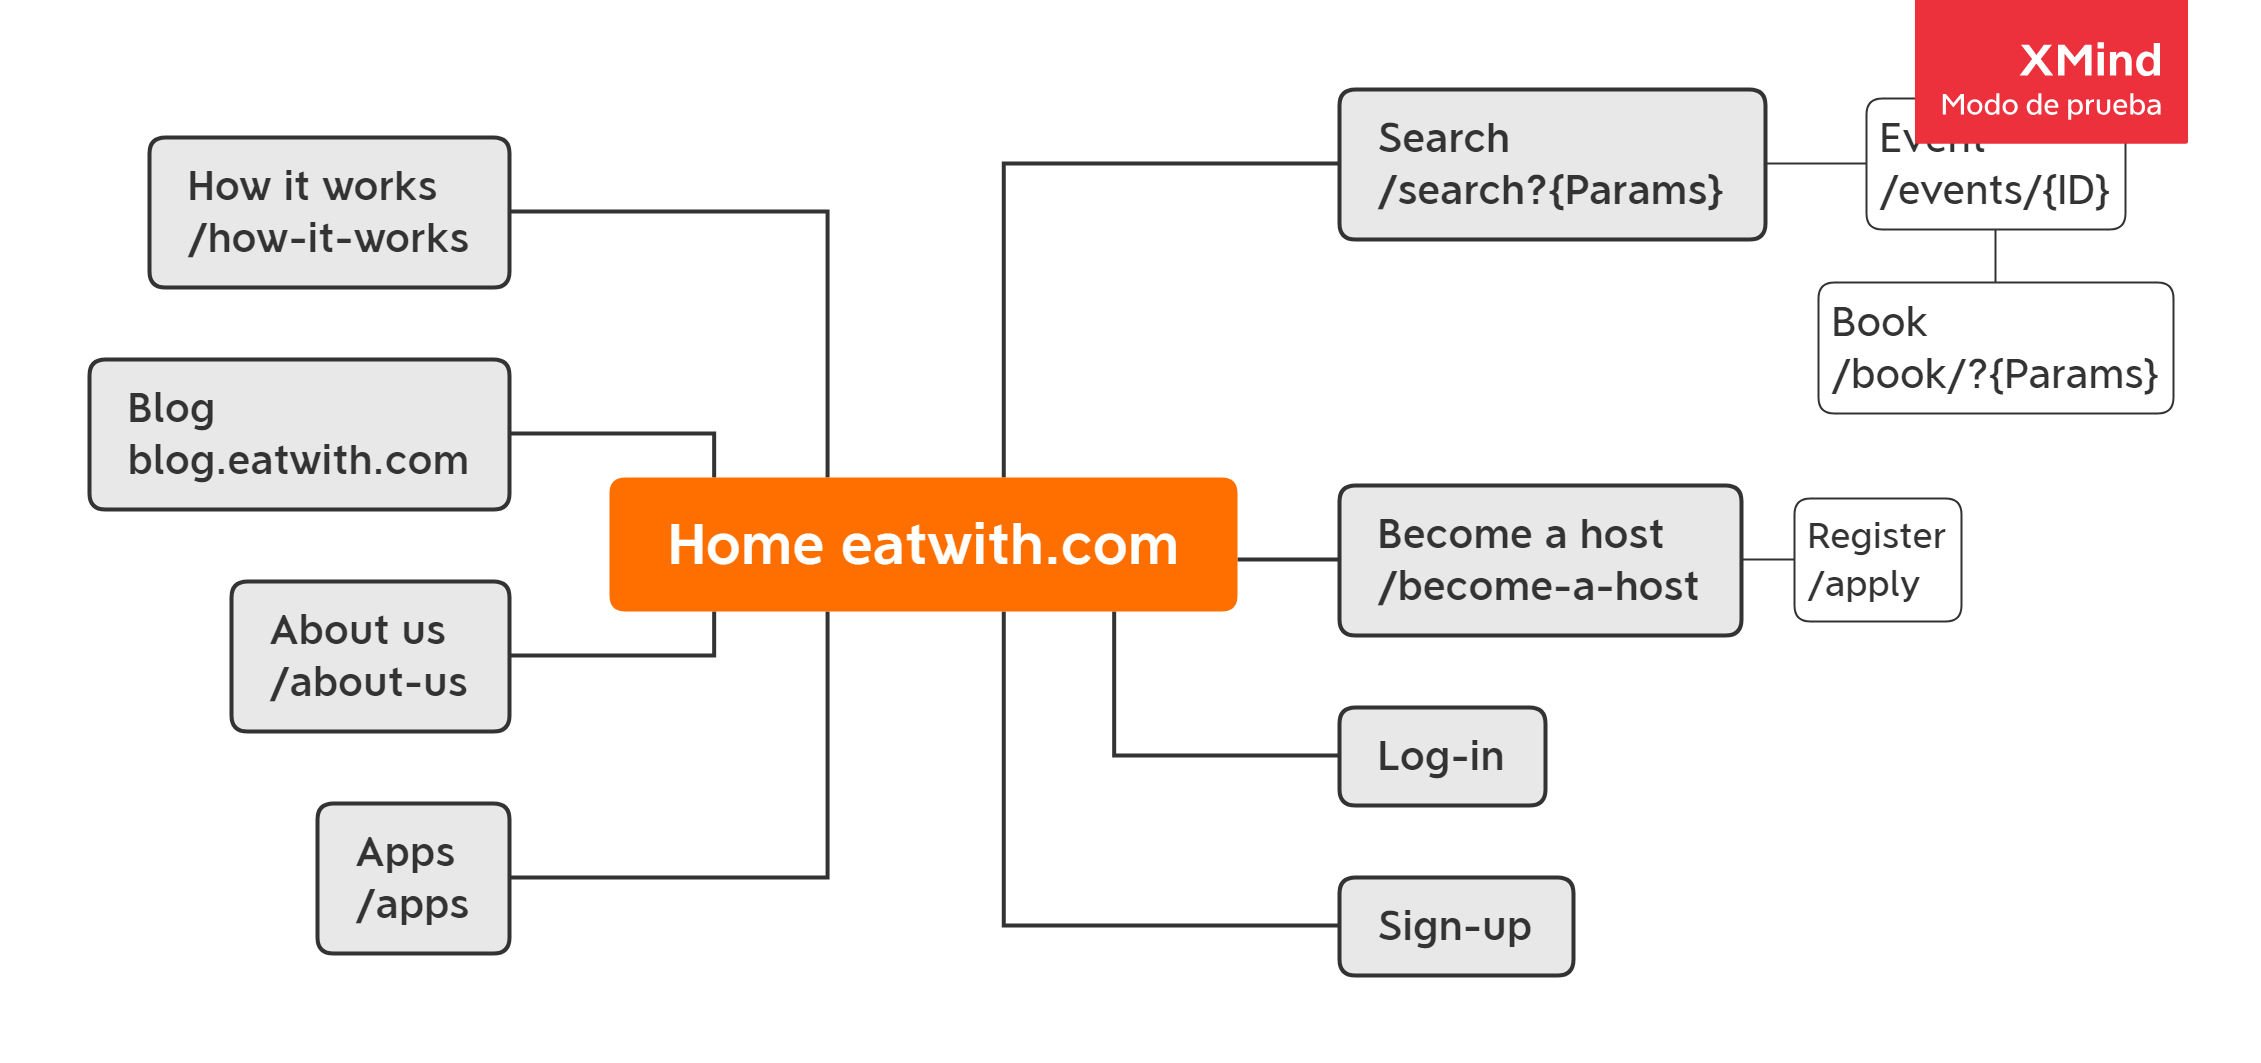 XMind
Modo de prueba
Search
/search?{Params}
Event
/events/{ID}
Book
/book/?{Params}
How it works
/how-it-works
Blog
blog.eatwith.com
Home eatwith.com
Become a host
/become-a-host
Register
/apply
About us
/about-us
Log-in
Apps
/apps
Sign-up